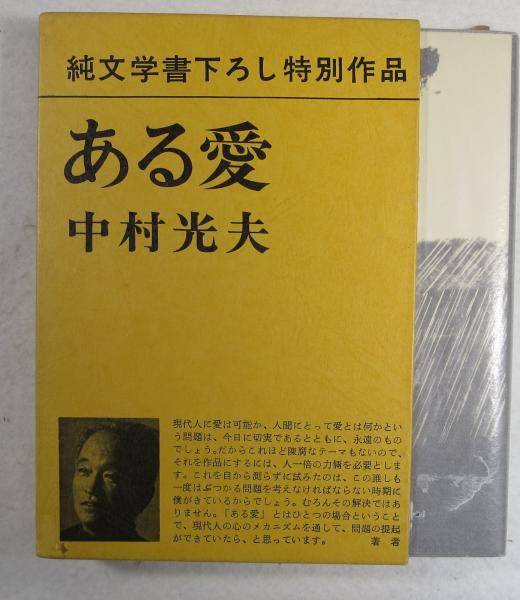 純文学書下ろし特別作品
ある愛
中村光夫
現代人に愛は可能か、人間にとって愛とは何かとい
う問題は、今日に切実であるとともに、永遠のもの
でしょう。だからこれほど陳腐なテーマもないので、
それを作品にするには、人一倍の力輛を必要としま
す。これを自から測らずに試みたのは、この誰しも
一度はぶつかる問題を考えなければならない時期に
僕がきているからでしょう。むろんその解決ではあ
りません。「ある愛」とはひとつの場合ということ
で、現代人の心のメカニズムを通して、問題の提起
ができていたら、と思っています。 著者